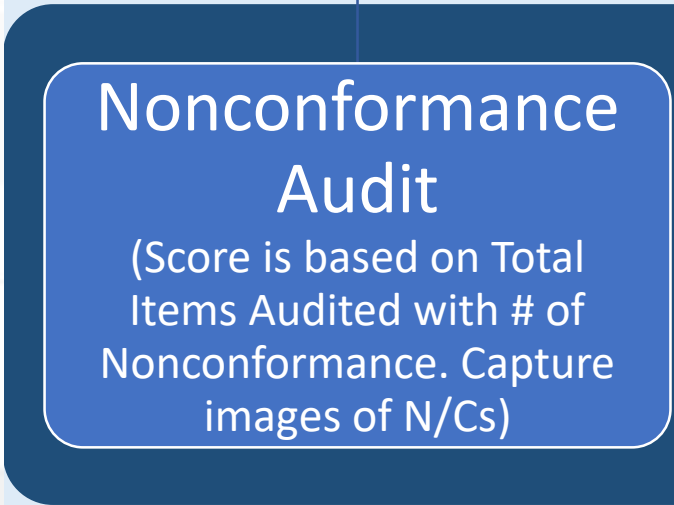 Nonconformance
Audit
(Score is based on Total
Items Audited with # of
Nonconformance. Capture
images of N/Cs)